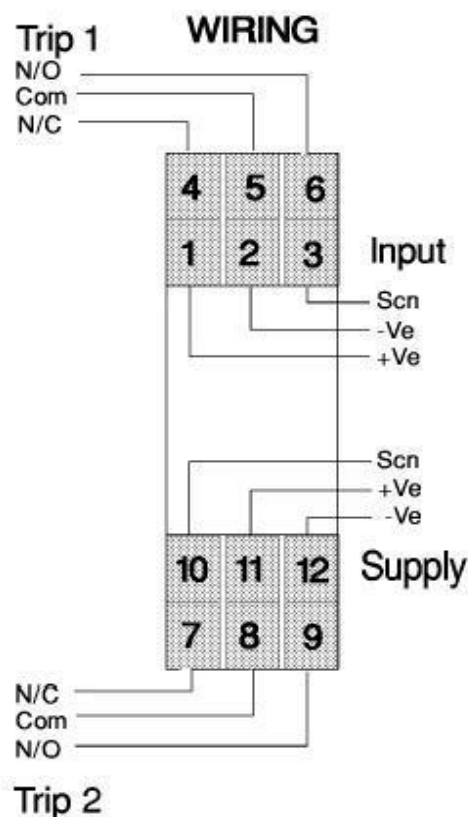 WIRING
Trip 1
N/O
Com
N/C
4 5 6
1 2 3
Input
Scn
-Ve
+Ve
Scn
+Ve
-Ve
10 11 12
Supply
7 8 9
N/C
Com
N/O
Trip 2